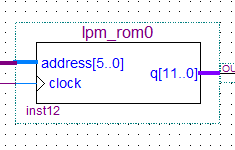 lpm_rom0
address[5..0]
q[11..0]
clock
inst12